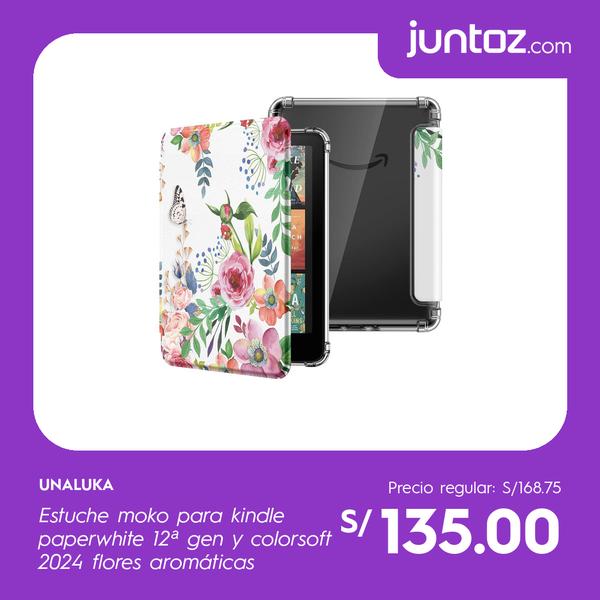 juntoz.com
UNALUKA
Estuche moko para kindle
paperwhite 12ª gen y colorsoft
2024 flores aromáticas
Precio regular: S/168.75
S/135.00